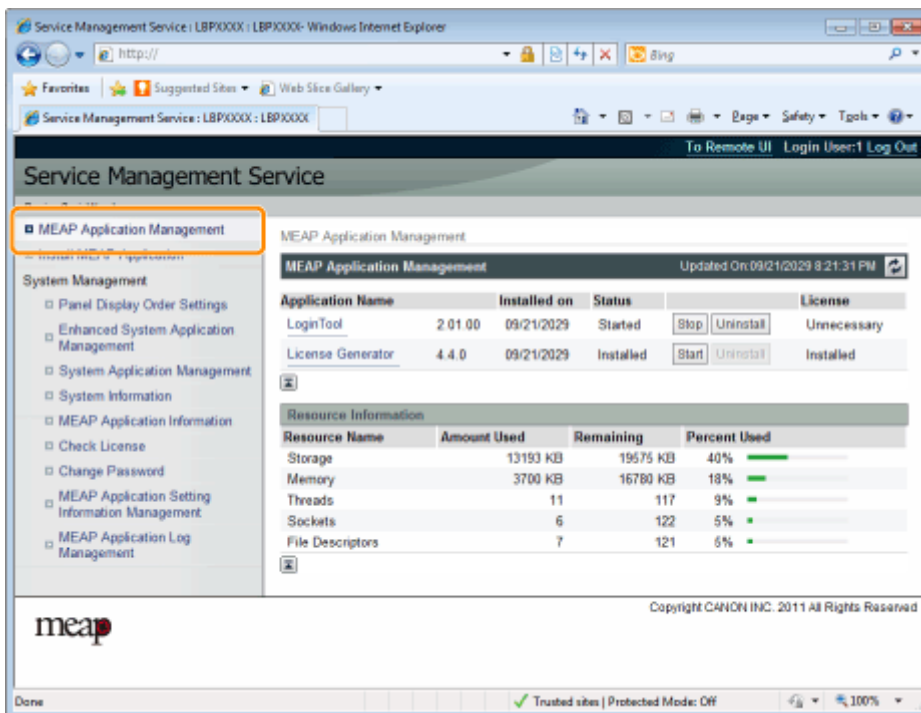 Service Management Service : LBPXXXX : LBPXXXX- Windows Internet Explorer
http://
Bing
Favorites Suggested Sites Web Slice Gallery
Service Management Service : LBPXXXX : LBPXXXX
Page Safety Tools
To Remote UI Login User:1 Log Out
Service Management Service
MEAP Application Management
Install MEAP Application
System Management
Panel Display Order Settings
Enhanced System Application
Management
System Application Management
System Information
MEAP Application Information
Check License
Change Password
MEAP Application Setting
Information Management
MEAP Application Log
Management
MEAP Application Management
MEAP Application Management Updated On:09/21/2029 8:21:31 PM
Application Name Installed on Status License
LoginTool 2.01.00 09/21/2029 Started Stop Uninstall Unnecessary
License Generator 4.4.0 09/21/2029 Installed Start Uninstall Installed
Resource Information
Resource Name Amount Used Remaining Percent Used
Storage 13193 KB 19575 KB 40%
Memory 3700 KB 16780 KB 18%
Threads 11 117 9%
Sockets 6 122 5%
File Descriptors 7 121 6%
Copyright CANON INC. 2011 All Rights Reserved
meap
Done Trusted sites | Protected Mode: Off 100%